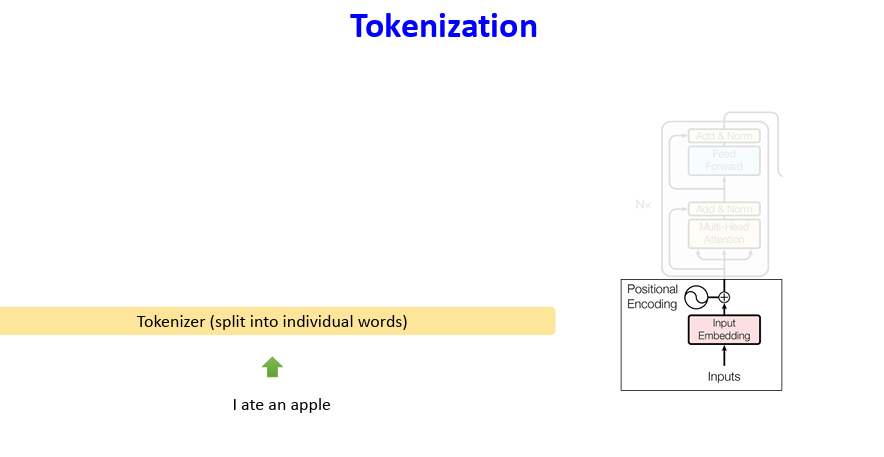 Tokenization
Add & Norm
Feed
Forward
N×
Add & Norm
Multi-Head
Attention
Positional
Encoding
Input
Embedding
Inputs
Tokenizer (split into individual words)
I ate an apple